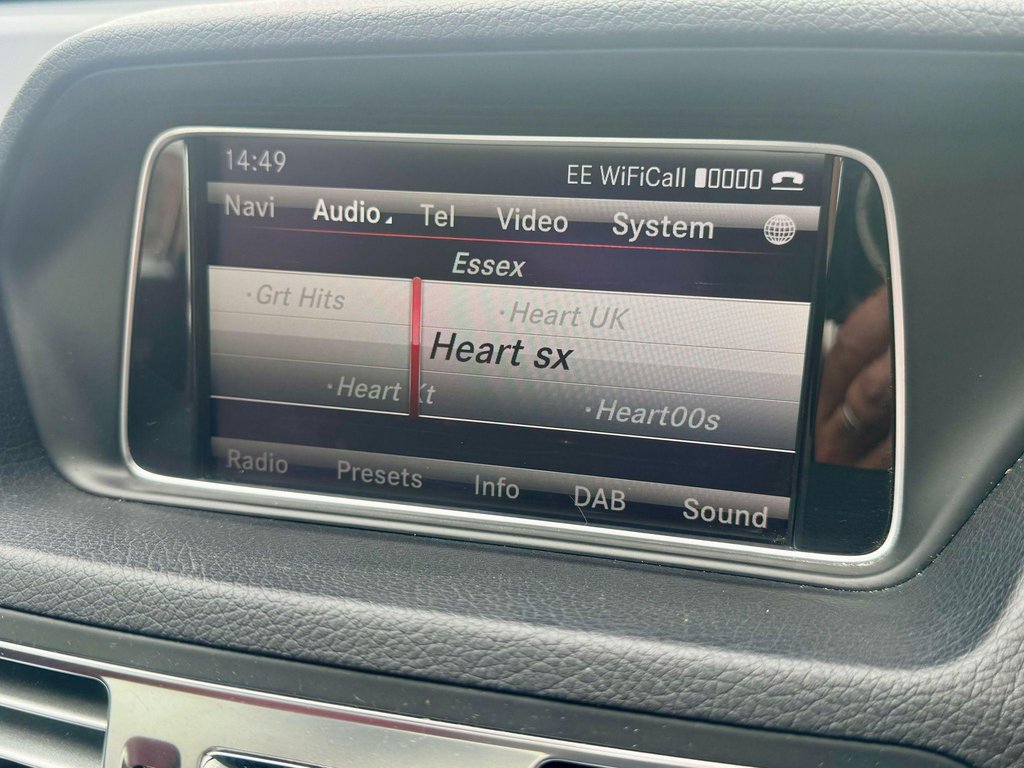 14:49 EE WiFiCall
Navi Audio Tel Video System
Essex
·Grt Hits ·Heart UK
Heart sx
·Heart Kt ·Heart00s
Radio Presets Info DAB Sound